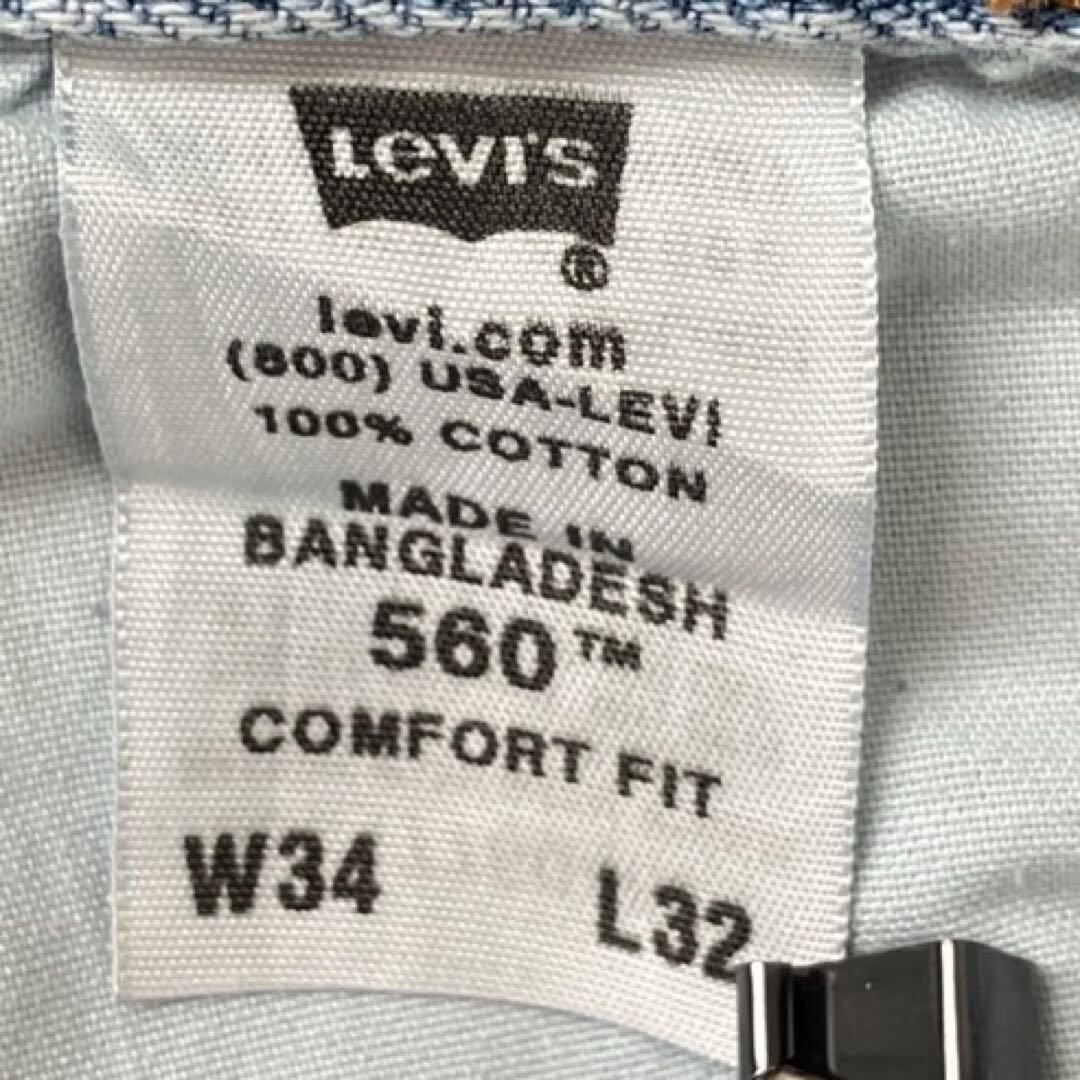 LEVI'S
®
levi.com
(800) USA-LEVI
100% COTTON
MADE IN
BANGLADESH
560™
COMFORT FIT
W34 L32